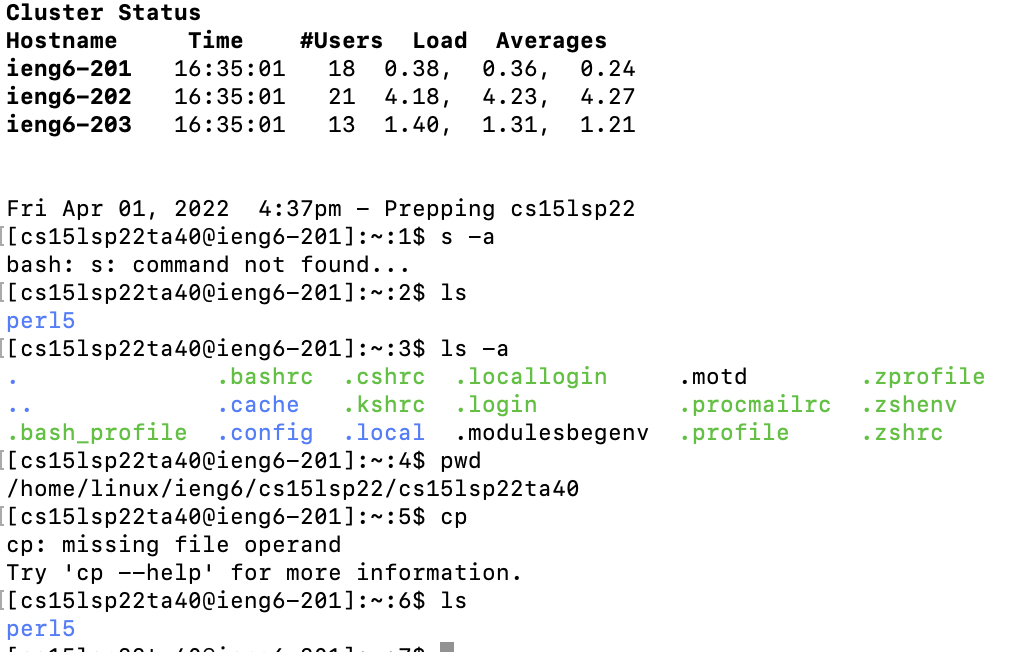 Cluster Status
Hostname Time #Users Load Averages
ieng6-201 16:35:01 18 0.38, 0.36, 0.24
ieng6-202 16:35:01 21 4.18, 4.23, 4.27
ieng6-203 16:35:01 13 1.40, 1.31, 1.21
Fri Apr 01, 2022 4:37pm - Prepping cs15lsp22
[[cs15lsp22ta40@ieng6-201]:~:1$ s -a
bash: s: command not found...
[[cs15lsp22ta40@ieng6-201]:~:2$ ls
perl5
[[cs15lsp22ta40@ieng6-201]:~:3$ ls -a
. .bashrc .cshrc .locallogin .motd .zprofile
.. .cache .kshrc .login .procmailrc .zshenv
.bash_profile .config .local .modulesbegenv .profile .zshrc
[[cs15lsp22ta40@ieng6-201]:~:4$ pwd
/home/linux/ieng6/cs15lsp22/cs15lsp22ta40
[[cs15lsp22ta40@ieng6-201]:~:5$ cp
cp: missing file operand
Try 'cp --help' for more information.
[[cs15lsp22ta40@ieng6-201]:~:6$ ls
perl5
[cs15lsp22ta40@ieng6-201]:~:7$